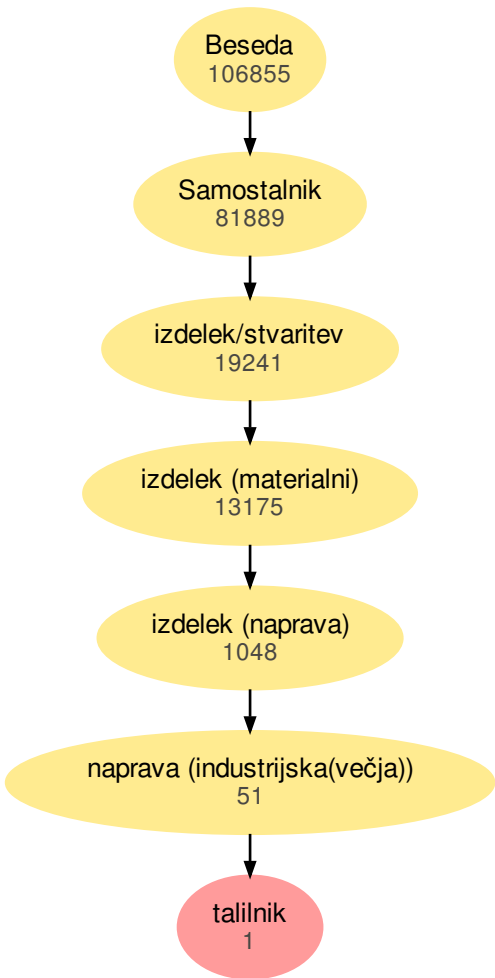 Beseda
106855
Samostalnik
81889
izdelek/stvaritev
19241
izdelek (materialni)
13175
izdelek (naprava)
1048
naprava (industrijska(večja))
51
talilnik
1